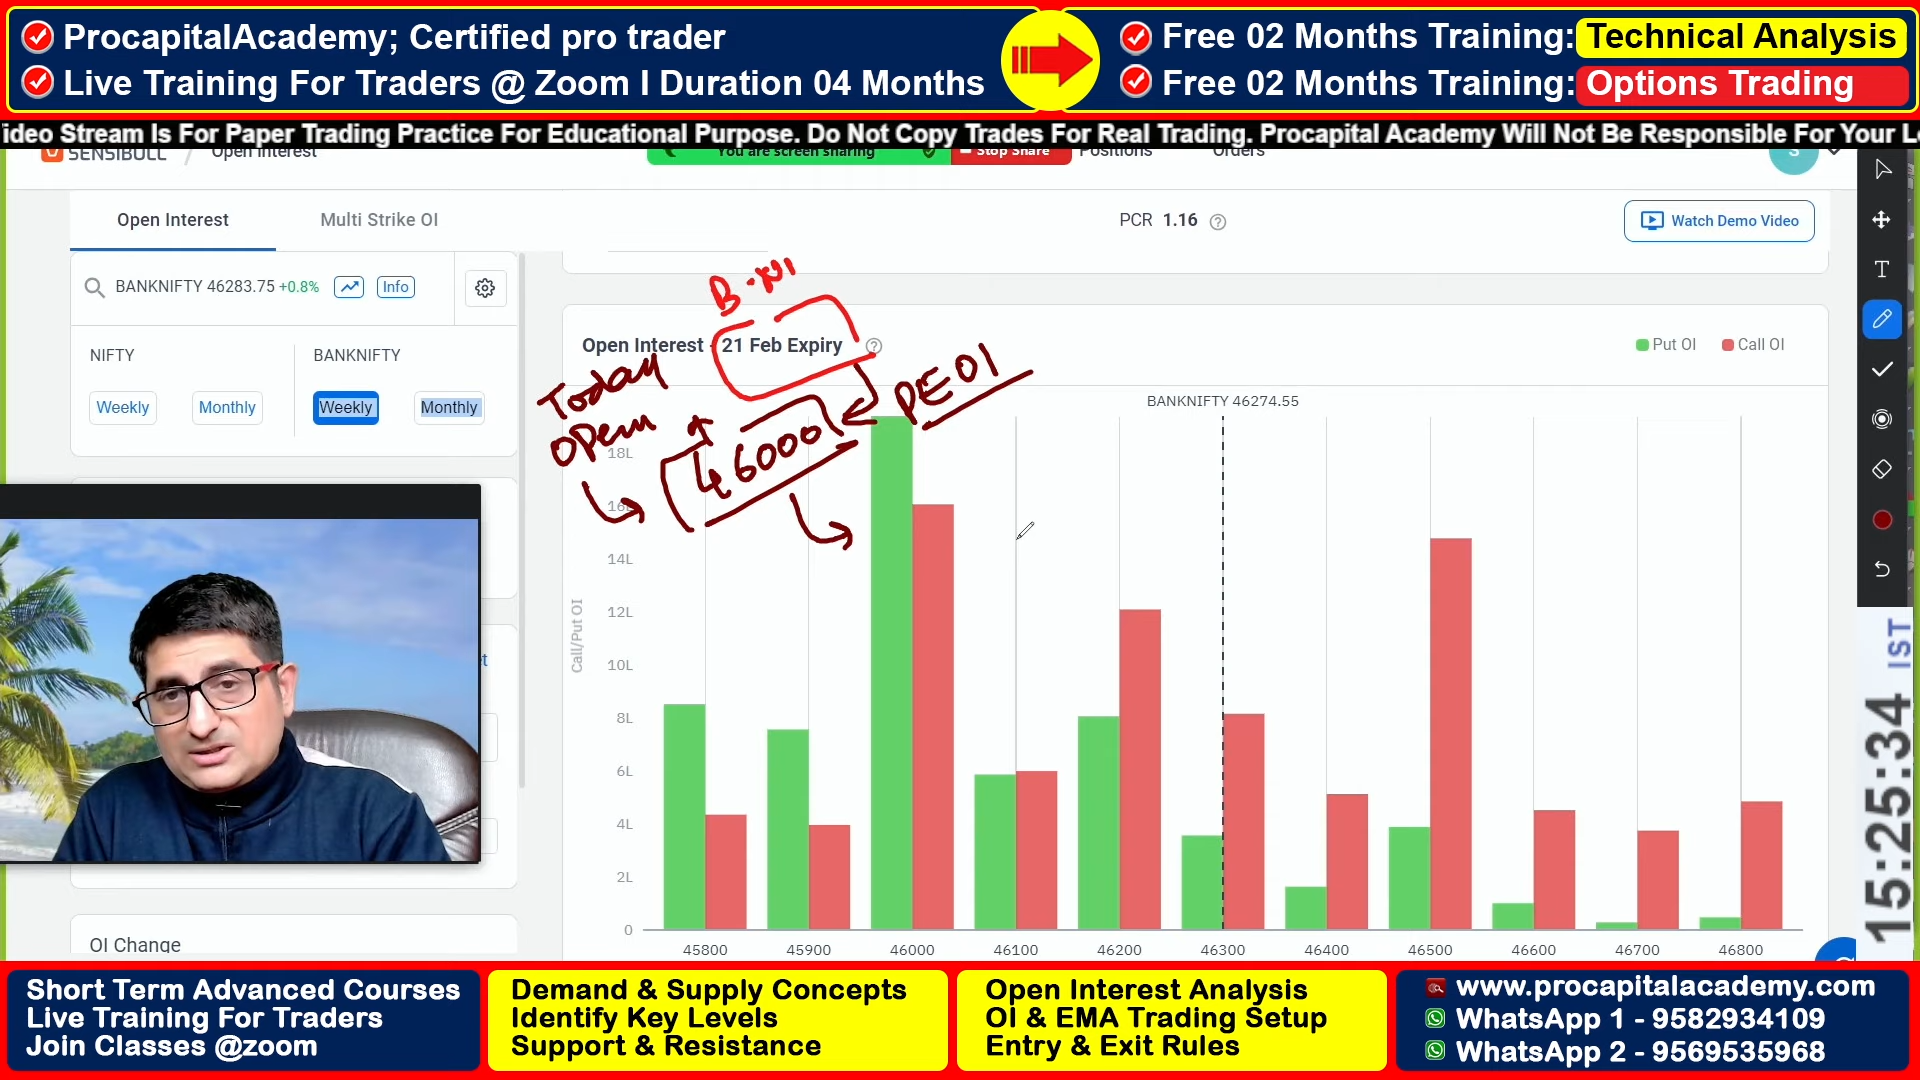 ProcapitalAcademy; Certified pro trader
Live Training For Traders @ Zoom I Duration 04 Months
Free 02 Months Training: Technical Analysis
Free 02 Months Training: Options Trading
ideo Stream Is For Paper Trading Practice For Educational Purpose. Do Not Copy Trades For Real Trading. Procapital Academy Will Not Be Responsible For Your Lo
SENSIBULL / Open Interest
You are screen sharing
Stop Share
Positions
Orders
S
Open Interest
Multi Strike OI
PCR 1.16
Watch Demo Video
BANKNIFTY 46283.75 +0.8%
Info
NIFTY
BANKNIFTY
Weekly
Monthly
Weekly
Monthly
B.NI
Open Interest - 21 Feb Expiry
Put OI
Call OI
Today
open
46000
PE OI
BANKNIFTY 46274.55
Call/Put OI
18L
16L
14L
12L
10L
8L
6L
4L
2L
0
45800 45900 46000 46100 46200 46300 46400 46500 46600 46700 46800
OI Change
15:25:34 IST
Short Term Advanced Courses
Live Training For Traders
Join Classes @zoom
Demand & Supply Concepts
Identify Key Levels
Support & Resistance
Open Interest Analysis
OI & EMA Trading Setup
Entry & Exit Rules
www.procapitalacademy.com
WhatsApp 1 - 9582934109
WhatsApp 2 - 9569535968